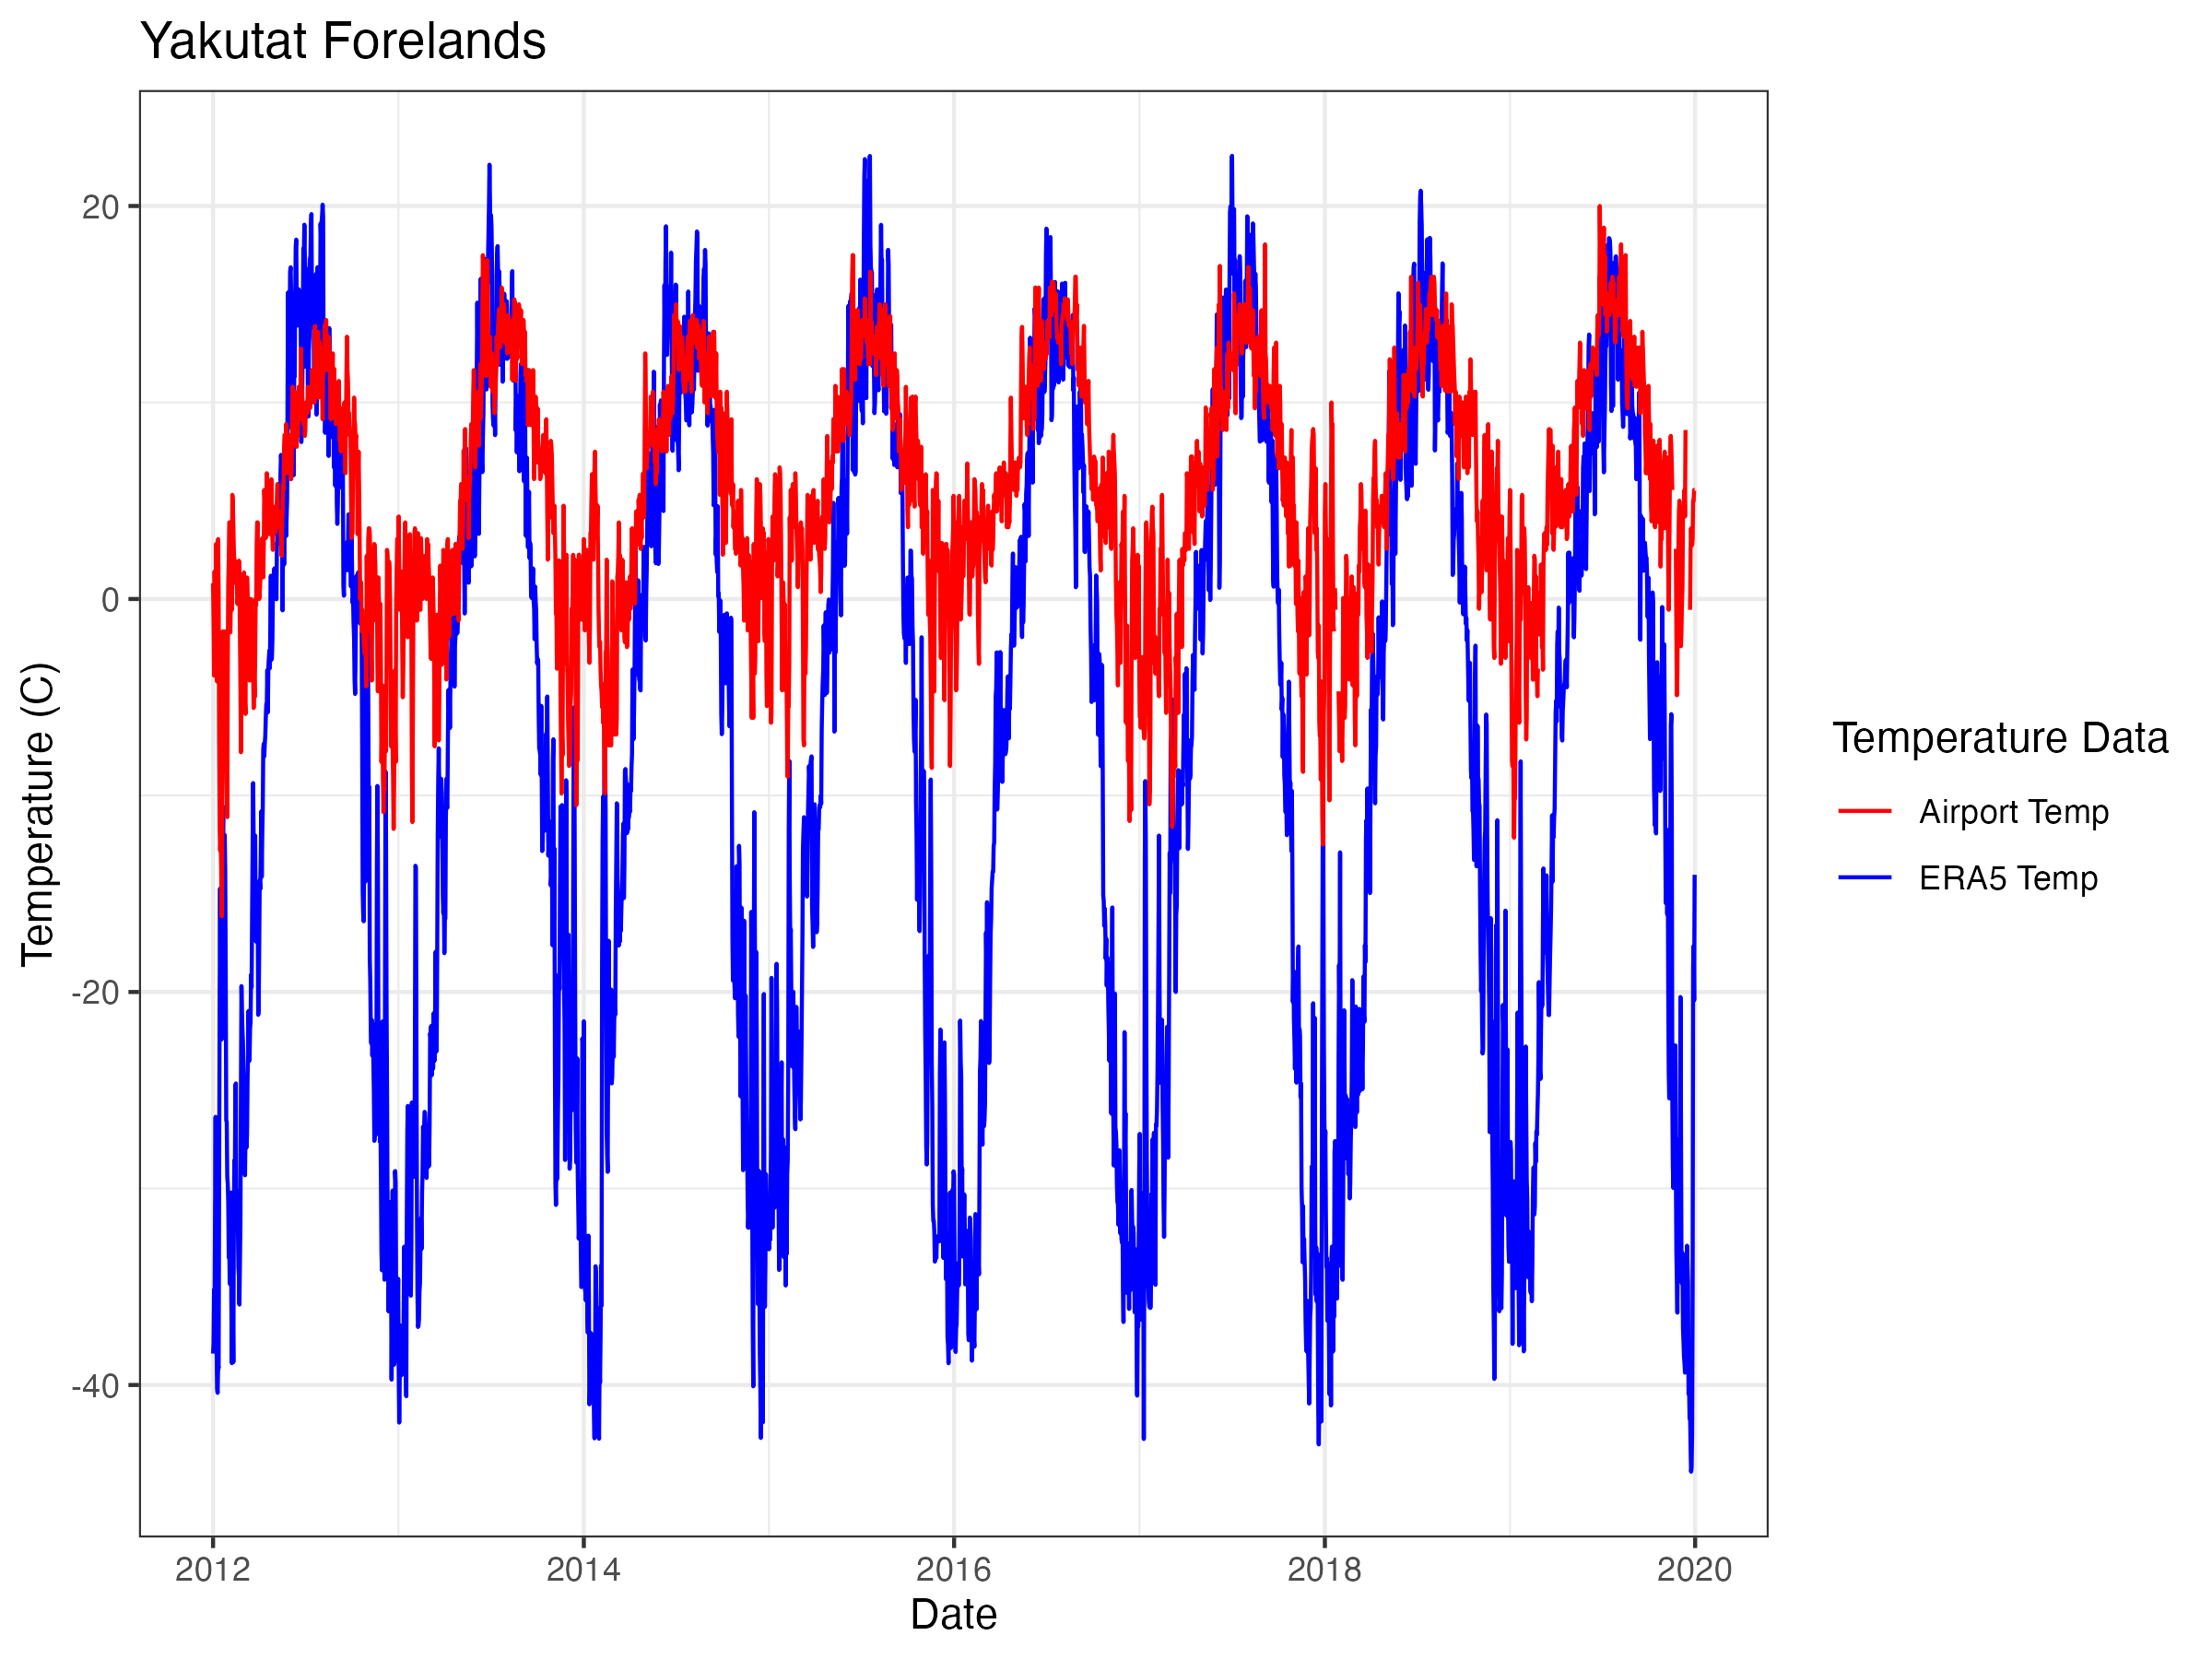 Yakutat Forelands
Temperature (C)
20
0
-20
-40
2012 2014 2016 2018 2020
Date
Temperature Data
Airport Temp
ERA5 Temp